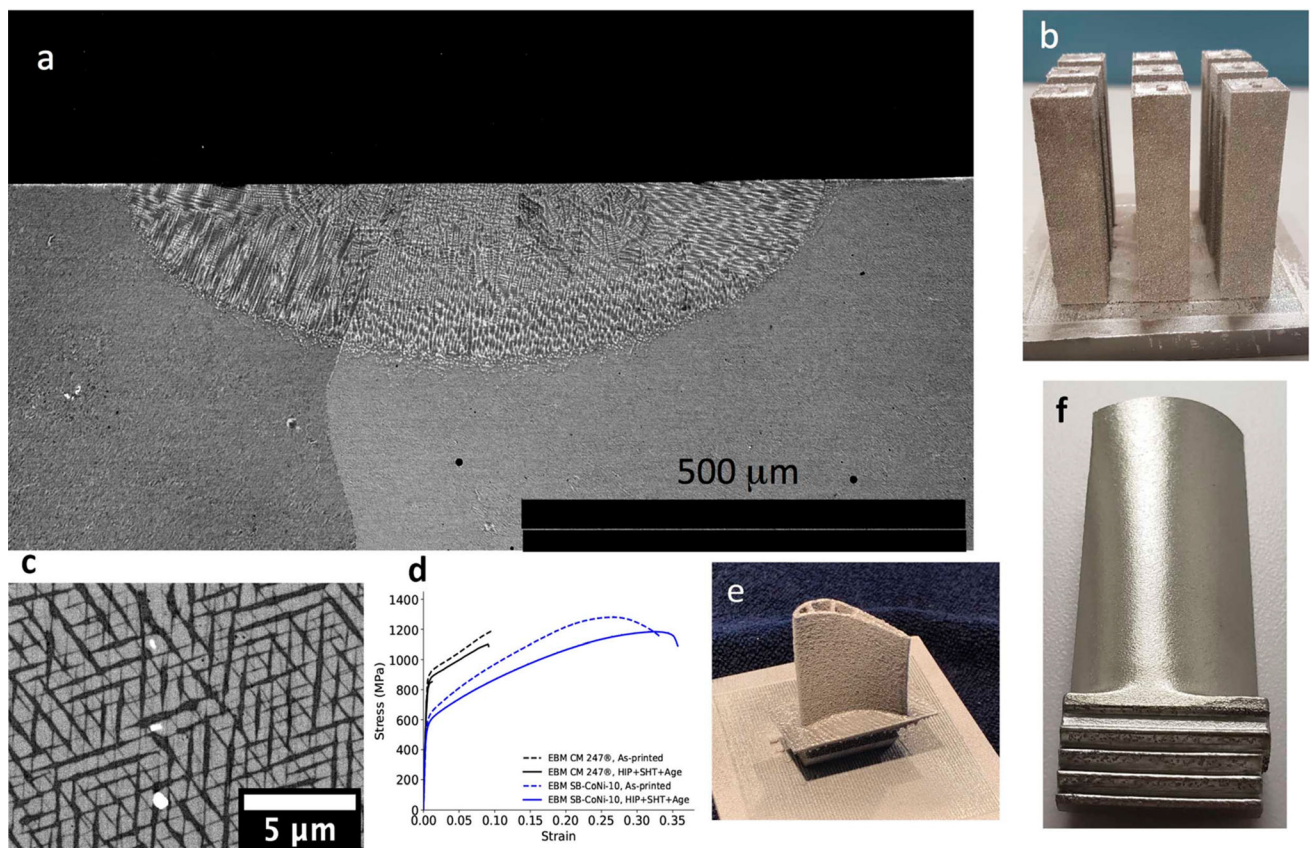 a
b
500 μm
f
c
5 μm
d
1400
1200
1000
800
600
400
200
0
Stress (MPa)
0.00 0.05 0.10 0.15 0.20 0.25 0.30 0.35
Strain
EBM CM 247®, As-printed
EBM CM 247®, HIP+SHT+Age
EBM SB-CoNi-10, As-printed
EBM SB-CoNi-10, HIP+SHT+Age
e